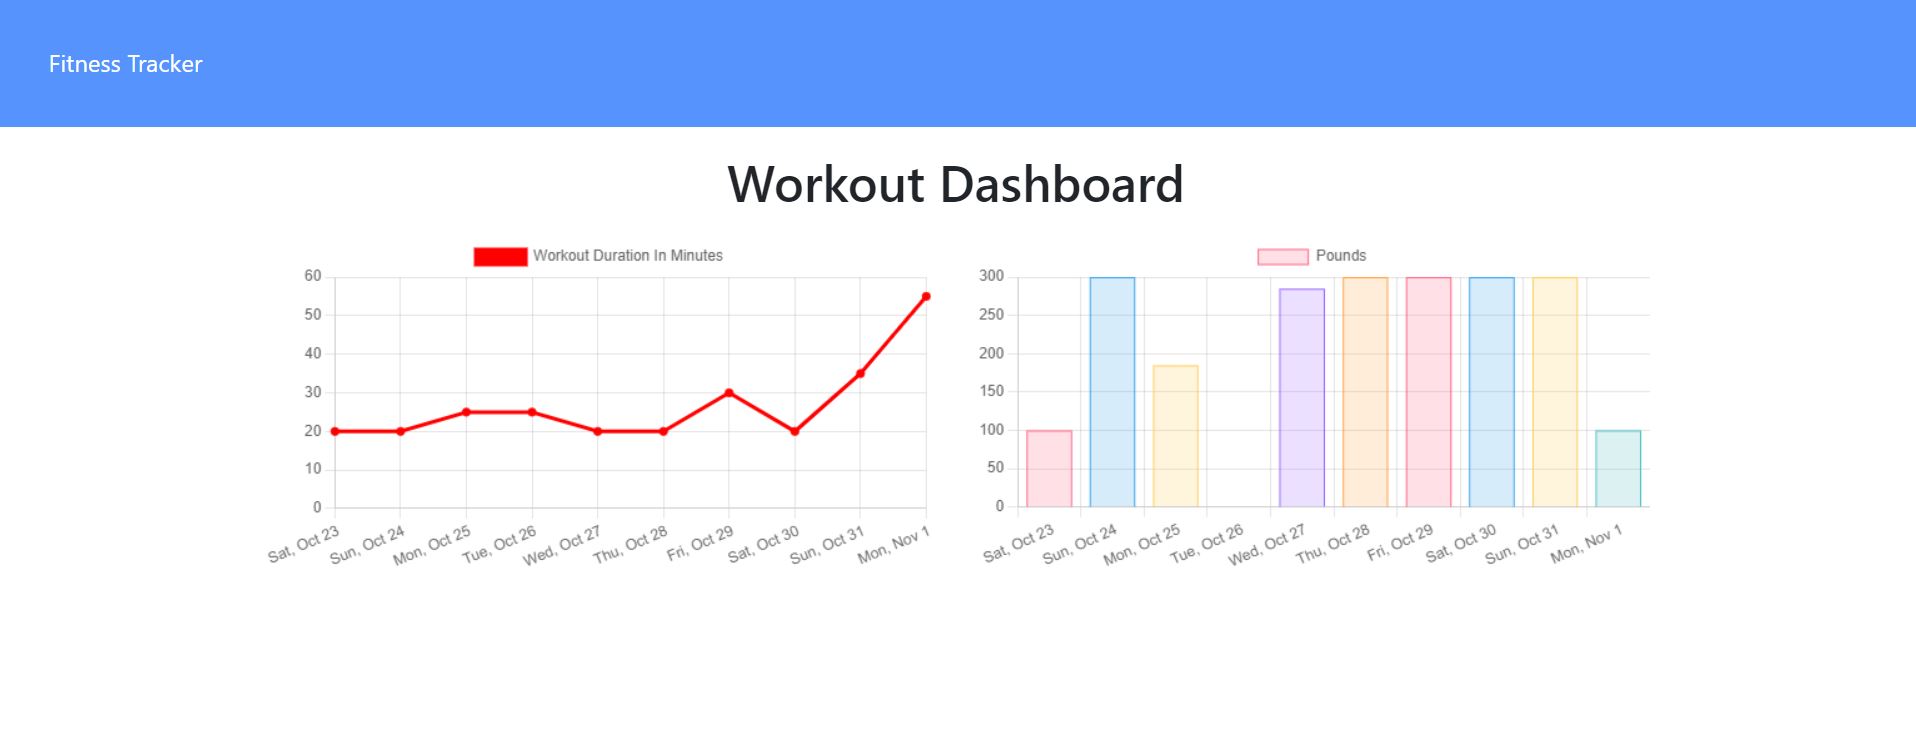 Fitness Tracker
Workout Dashboard
Workout Duration In Minutes
60
50
40
30
20
10
0
Sat, Oct 23
Sun, Oct 24
Mon, Oct 25
Tue, Oct 26
Wed, Oct 27
Thu, Oct 28
Fri, Oct 29
Sat, Oct 30
Sun, Oct 31
Mon, Nov 1
Pounds
300
250
200
150
100
50
0
Sat, Oct 23
Sun, Oct 24
Mon, Oct 25
Tue, Oct 26
Wed, Oct 27
Thu, Oct 28
Fri, Oct 29
Sat, Oct 30
Sun, Oct 31
Mon, Nov 1